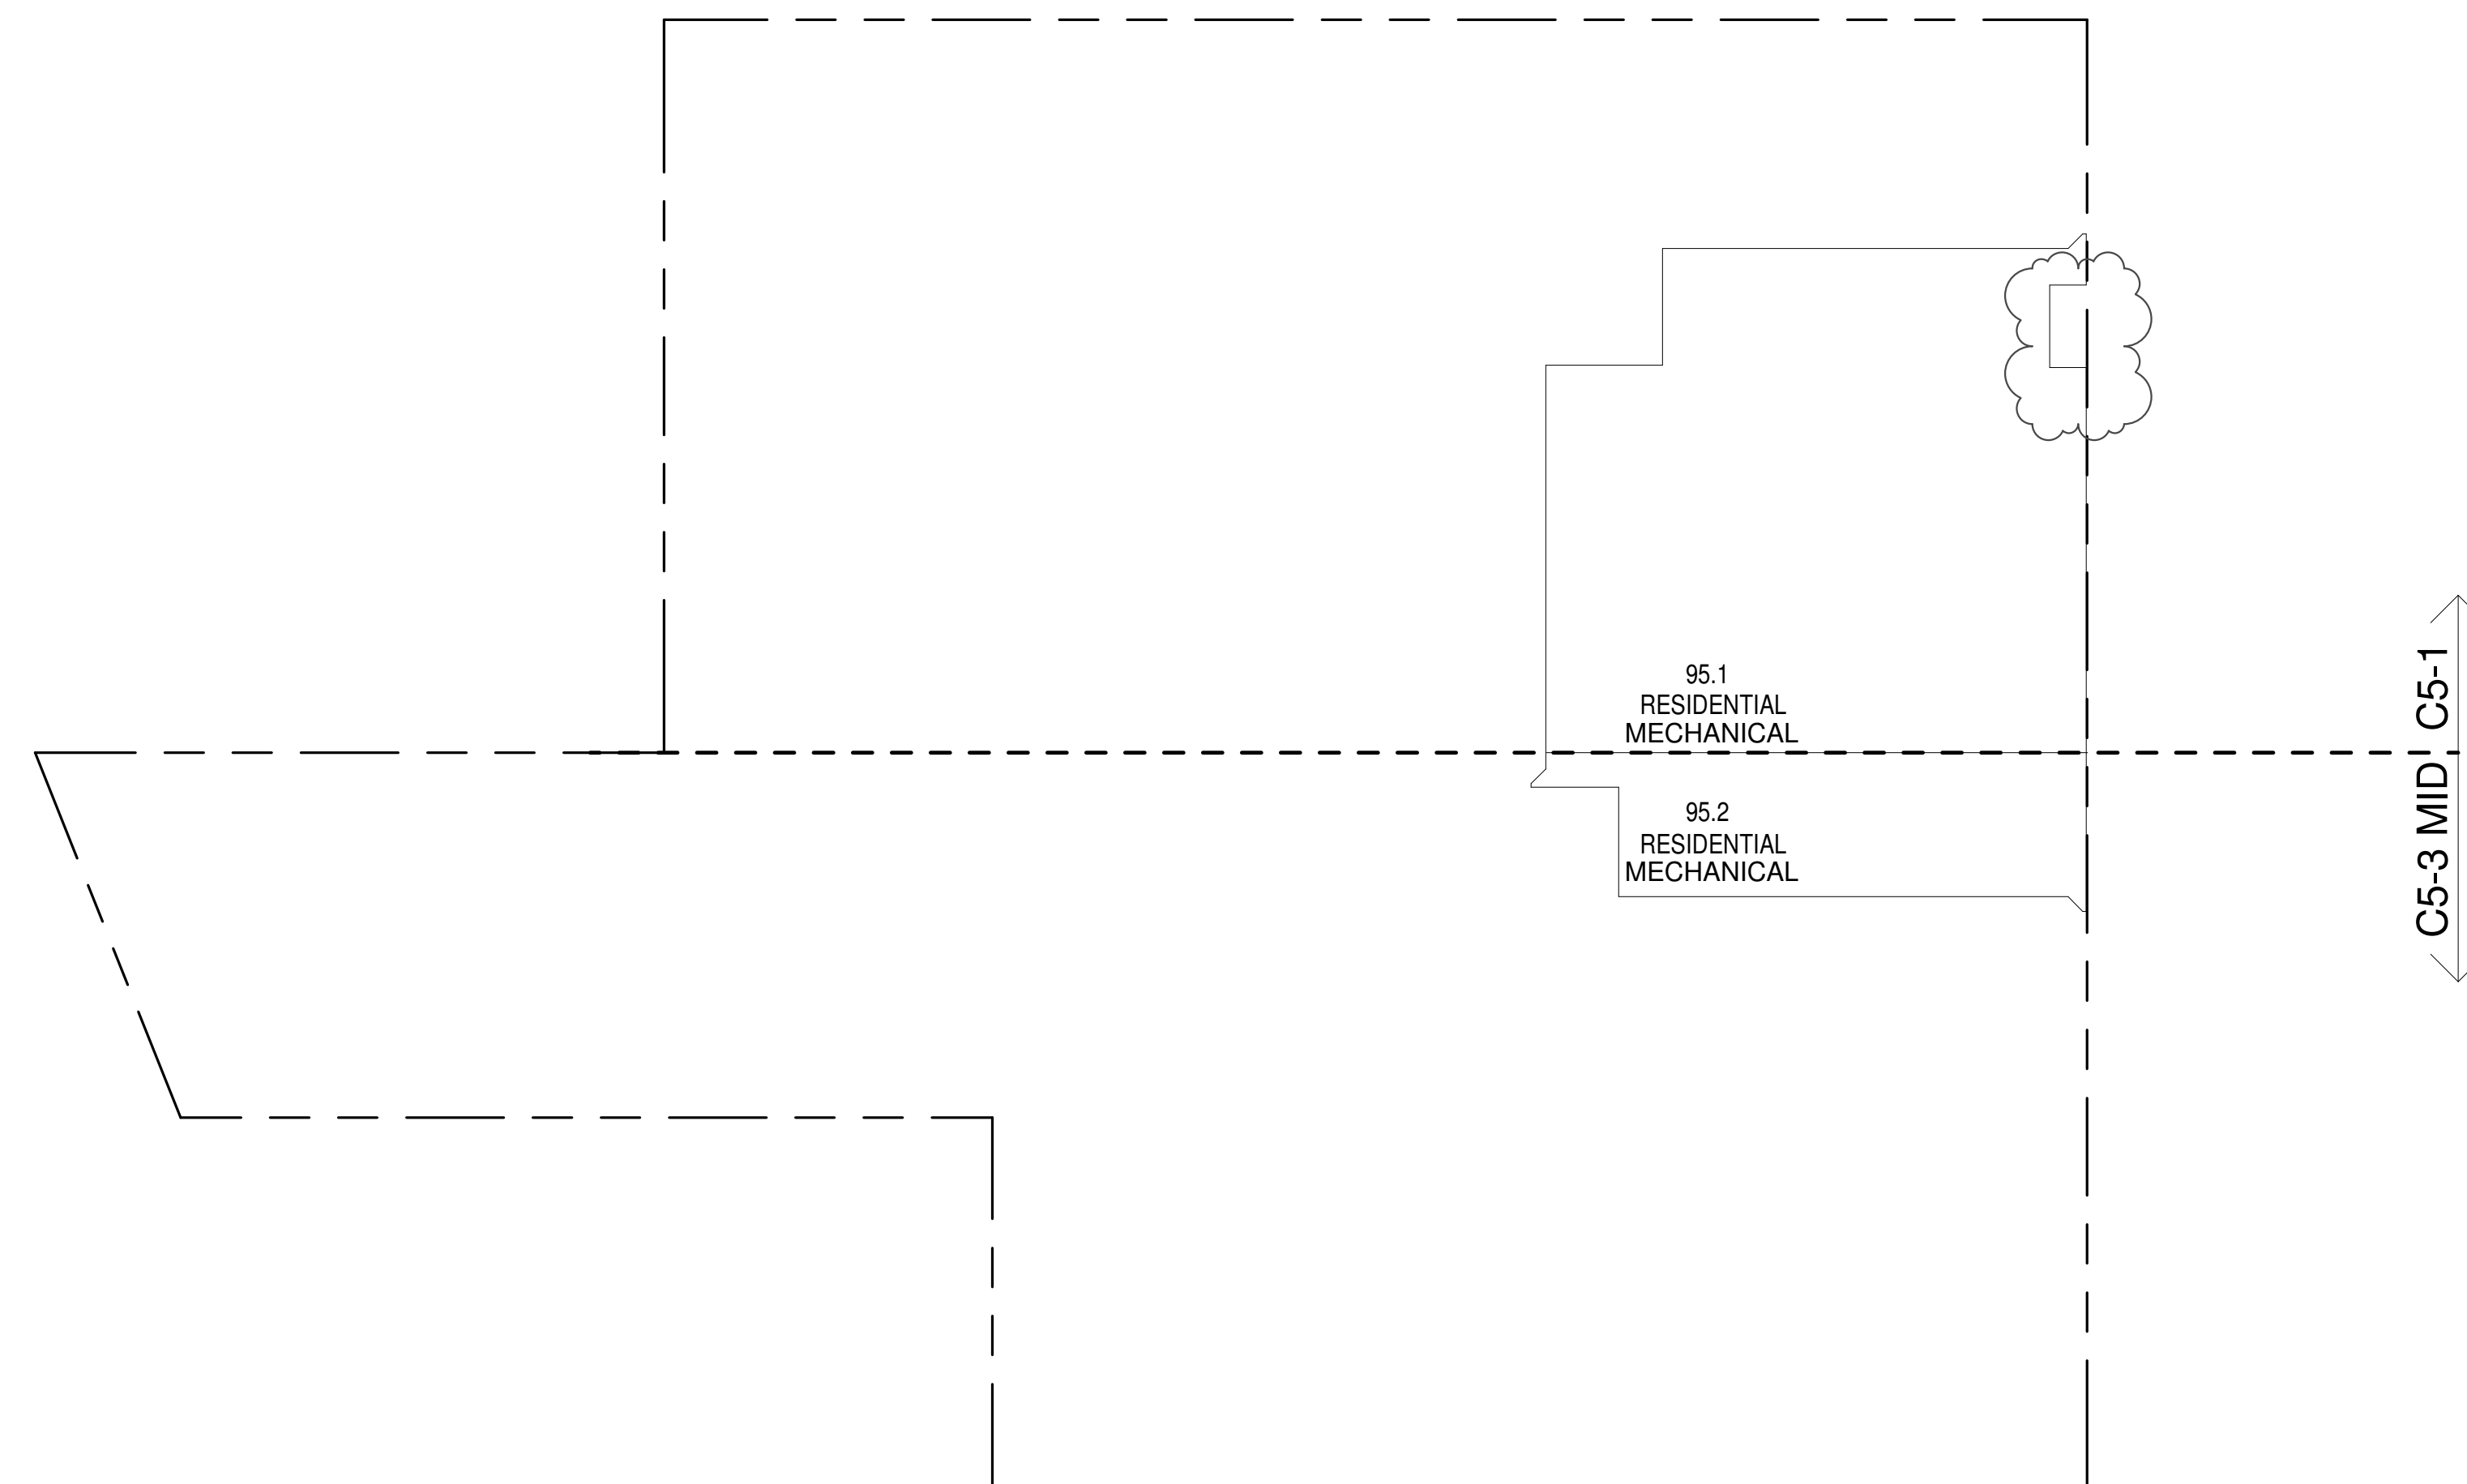 95.1
RESIDENTIAL
MECHANICAL
95.2
RESIDENTIAL
MECHANICAL
C5-3 MID
C5-1